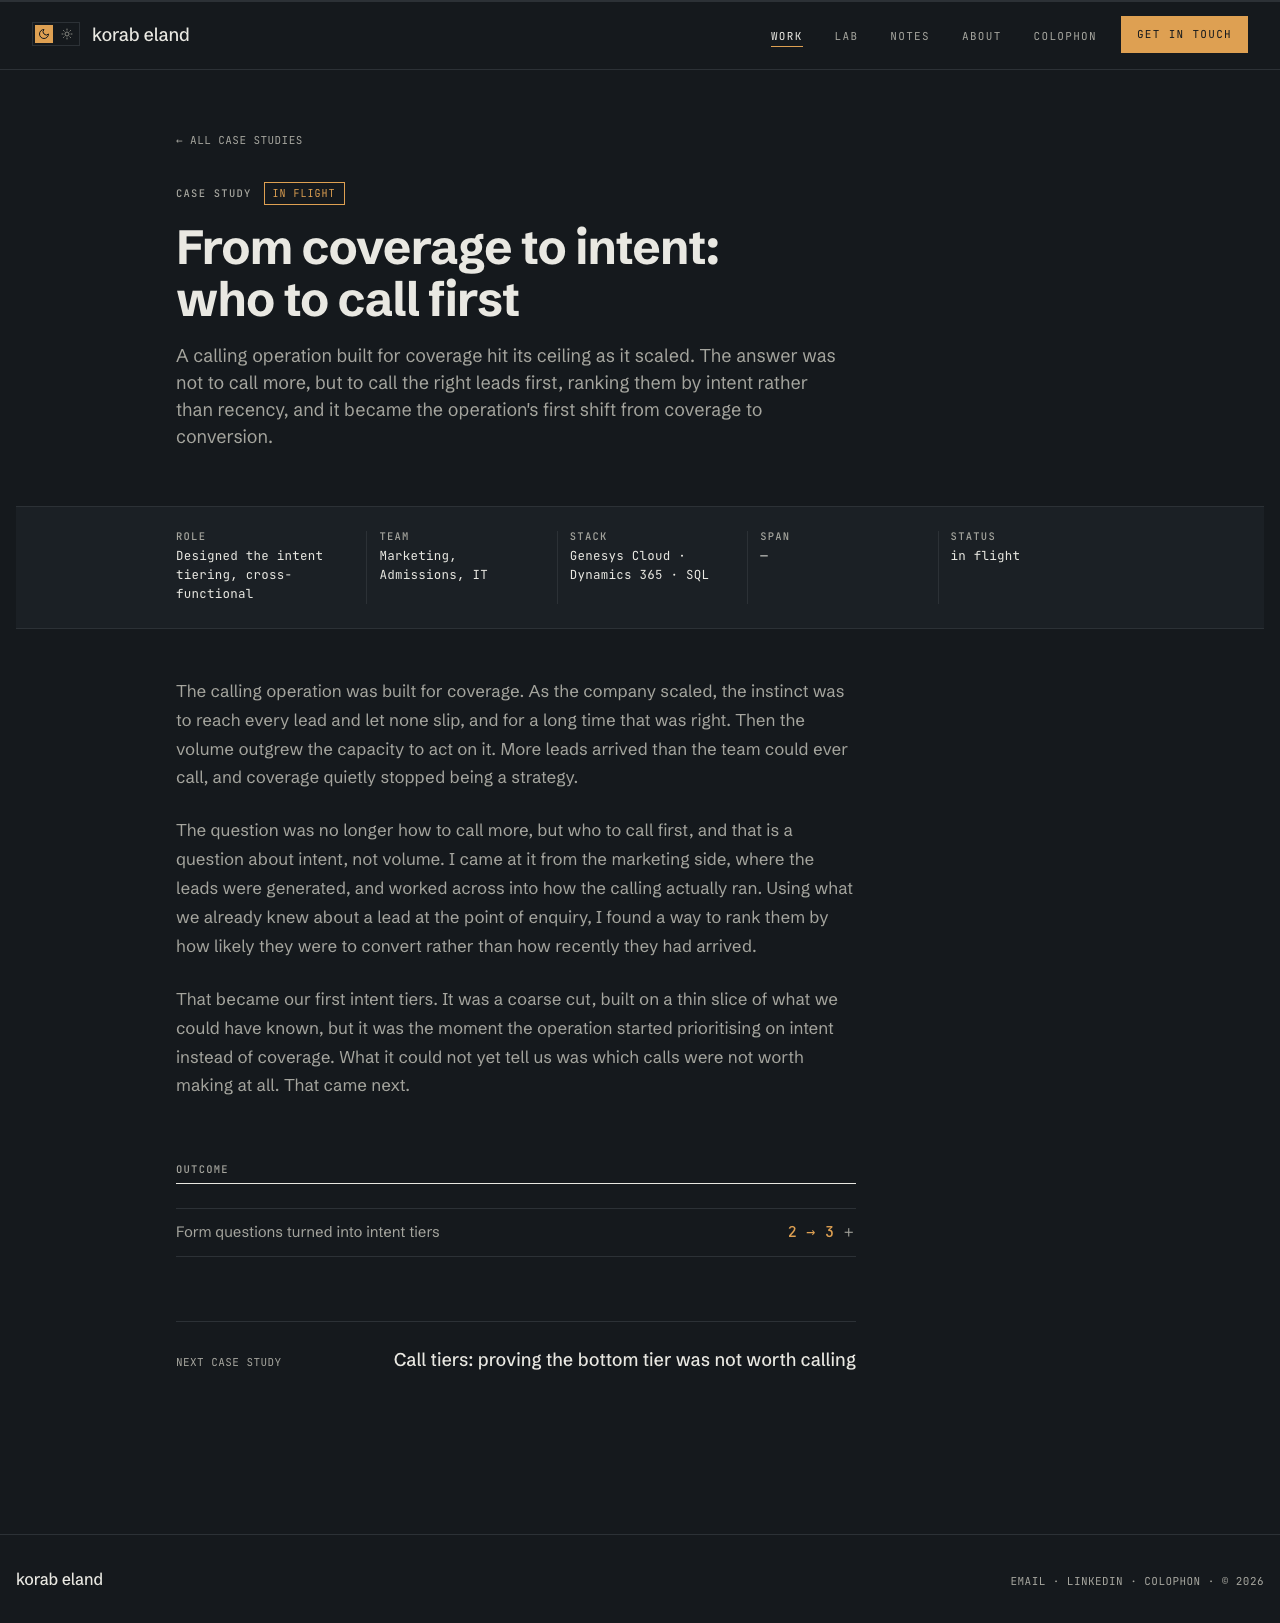 korab eland
WORK LAB NOTES ABOUT COLOPHON GET IN TOUCH
← ALL CASE STUDIES
CASE STUDY IN FLIGHT
From coverage to intent:
who to call first
A calling operation built for coverage hit its ceiling as it scaled. The answer was
not to call more, but to call the right leads first, ranking them by intent rather
than recency, and it became the operation's first shift from coverage to
conversion.
ROLE
Designed the intent
tiering, cross-
functional
TEAM
Marketing,
Admissions, IT
STACK
Genesys Cloud ·
Dynamics 365 · SQL
SPAN
—
STATUS
in flight
The calling operation was built for coverage. As the company scaled, the instinct was
to reach every lead and let none slip, and for a long time that was right. Then the
volume outgrew the capacity to act on it. More leads arrived than the team could ever
call, and coverage quietly stopped being a strategy.
The question was no longer how to call more, but who to call first, and that is a
question about intent, not volume. I came at it from the marketing side, where the
leads were generated, and worked across into how the calling actually ran. Using what
we already knew about a lead at the point of enquiry, I found a way to rank them by
how likely they were to convert rather than how recently they had arrived.
That became our first intent tiers. It was a coarse cut, built on a thin slice of what we
could have known, but it was the moment the operation started prioritising on intent
instead of coverage. What it could not yet tell us was which calls were not worth
making at all. That came next.
OUTCOME
Form questions turned into intent tiers 2 → 3 +
NEXT CASE STUDY Call tiers: proving the bottom tier was not worth calling
korab eland
EMAIL · LINKEDIN · COLOPHON · © 2026